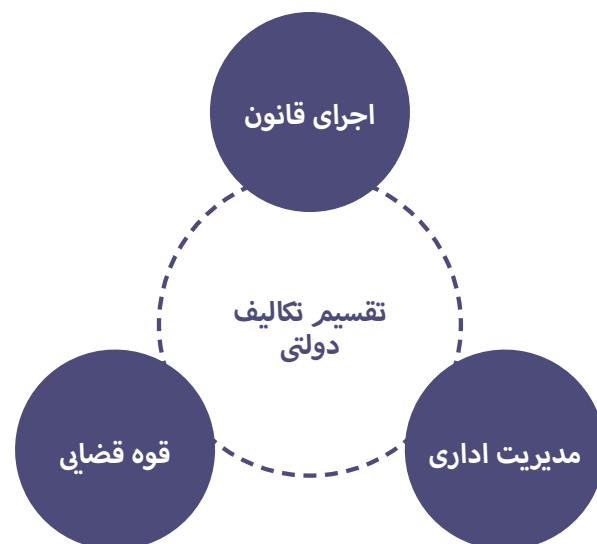 اجرای قانون
تقسیم تکالیف
دولتی
مدیریت اداری
قوه قضایی